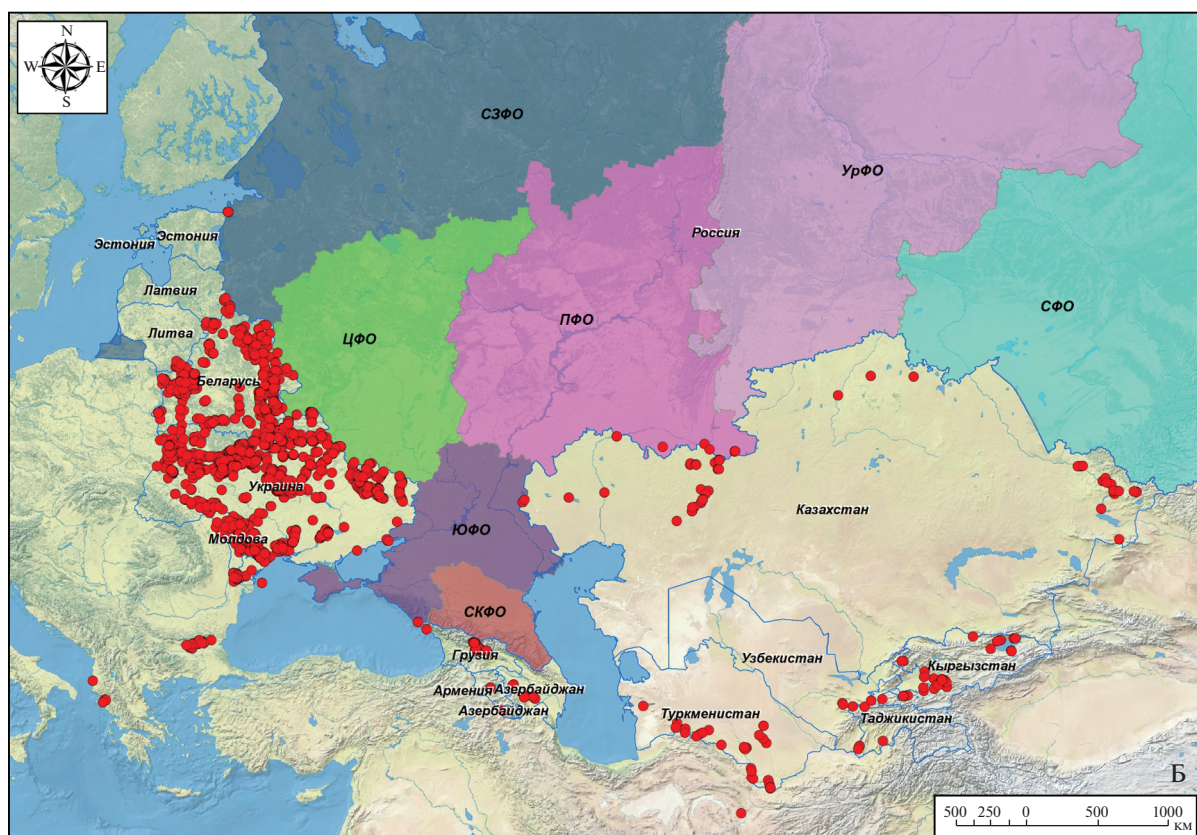 N
W E
S
СЗФО
УрФО
Эстония
Эстония
Россия
Латвия
СФО
Литва
ПФО
ЦФО
Беларусь
Украина
Казахстан
ЮФО
Молдова
СКФО
Грузия
Узбекистан
Кыргызстан
Армения
Азербайджан
Азербайджан
Туркменистан
Таджикистан
Б
500 250 0 500 1000
КМ